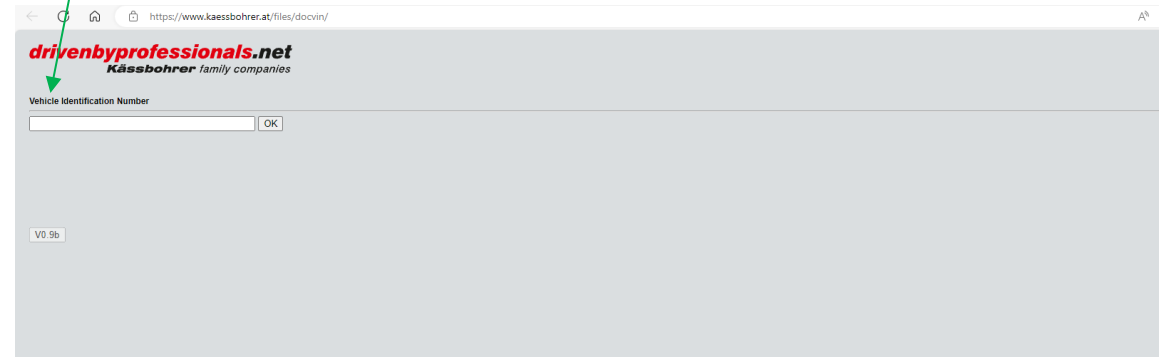 https://www.kaessbohrer.at/files/docvin/
drivenbyprofessionals.net
Kässbohrer family companies
Vehicle Identification Number
OK
V0.9b